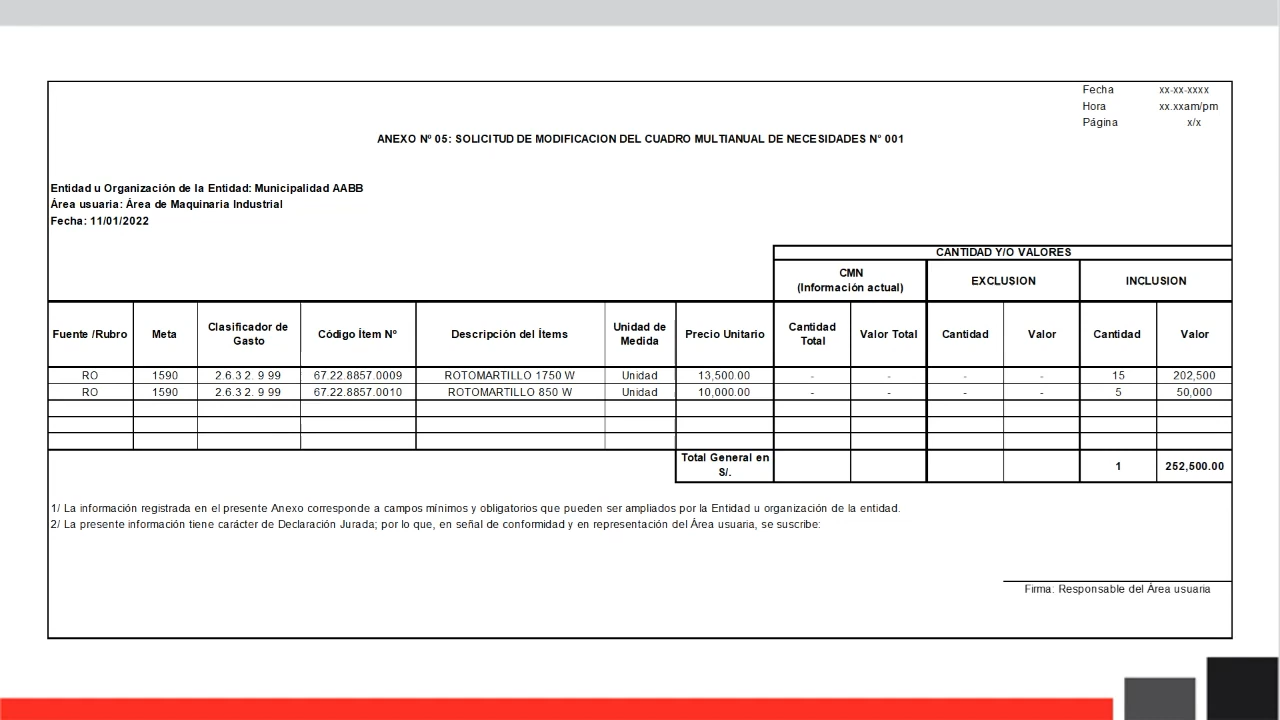 Fecha xx-xx-xxxx
Hora xx.xxam/pm
Página x/x
ANEXO Nº 05: SOLICITUD DE MODIFICACION DEL CUADRO MULTIANUAL DE NECESIDADES N° 001
Entidad u Organización de la Entidad: Municipalidad AABB
Área usuaria: Área de Maquinaria Industrial
Fecha: 11/01/2022
CANTIDAD Y/O VALORES
CMN
(Información actual)
EXCLUSION
INCLUSION
Fuente /Rubro
Meta
Clasificador de
Gasto
Código Ítem Nº
Descripción del Ítems
Unidad de
Medida
Precio Unitario
Cantidad
Total
Valor Total
Cantidad
Valor
Cantidad
Valor
RO 1590 2.6.3 2. 9 99 67.22.8857.0009 ROTOMARTILLO 1750 W Unidad 13,500.00 - - - - 15 202,500
RO 1590 2.6.3 2. 9 99 67.22.8857.0010 ROTOMARTILLO 850 W Unidad 10,000.00 - - - - 5 50,000
Total General en
S/.
1 252,500.00
1/ La información registrada en el presente Anexo corresponde a campos mínimos y obligatorios que pueden ser ampliados por la Entidad u organización de la entidad.
2/ La presente información tiene carácter de Declaración Jurada; por lo que, en señal de conformidad y en representación del Área usuaria, se suscribe:
Firma: Responsable del Área usuaria